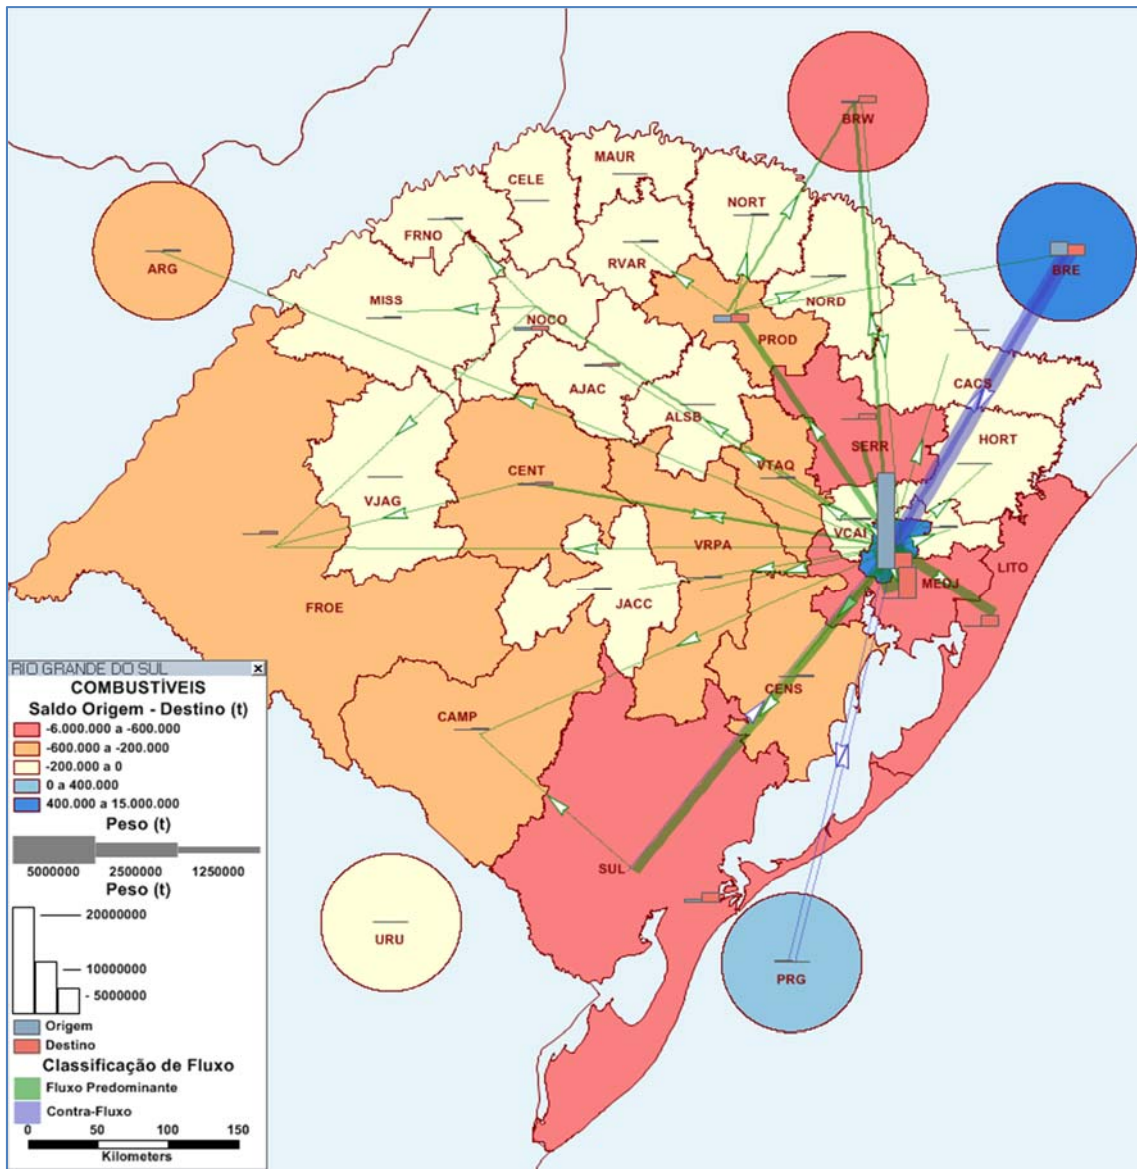 BRW
MAUR
CELE
NORT
FRNO
RVAR
ARG
BRE
MISS
NORD
NOCO
PROD
AJAC
CACS
ALSB
SERR
HORT
CENT
VTAQ
VJAG
VCAI
VRPA
LITO
MEDJ
FROE
JACC
CENS
CAMP
SUL
URU
PRG
RIO GRANDE DO SUL
COMBUSTÍVEIS
Saldo Origem - Destino (t)
-6.000.000 a -600.000
-600.000 a -200.000
-200.000 a 0
0 a 400.000
400.000 a 15.000.000
Peso (t)
5000000 2500000 1250000
Peso (t)
20000000
10000000
5000000
Origem
Destino
Classificação de Fluxo
Fluxo Predominante
Contra-Fluxo
0 50 100 150
Kilometers